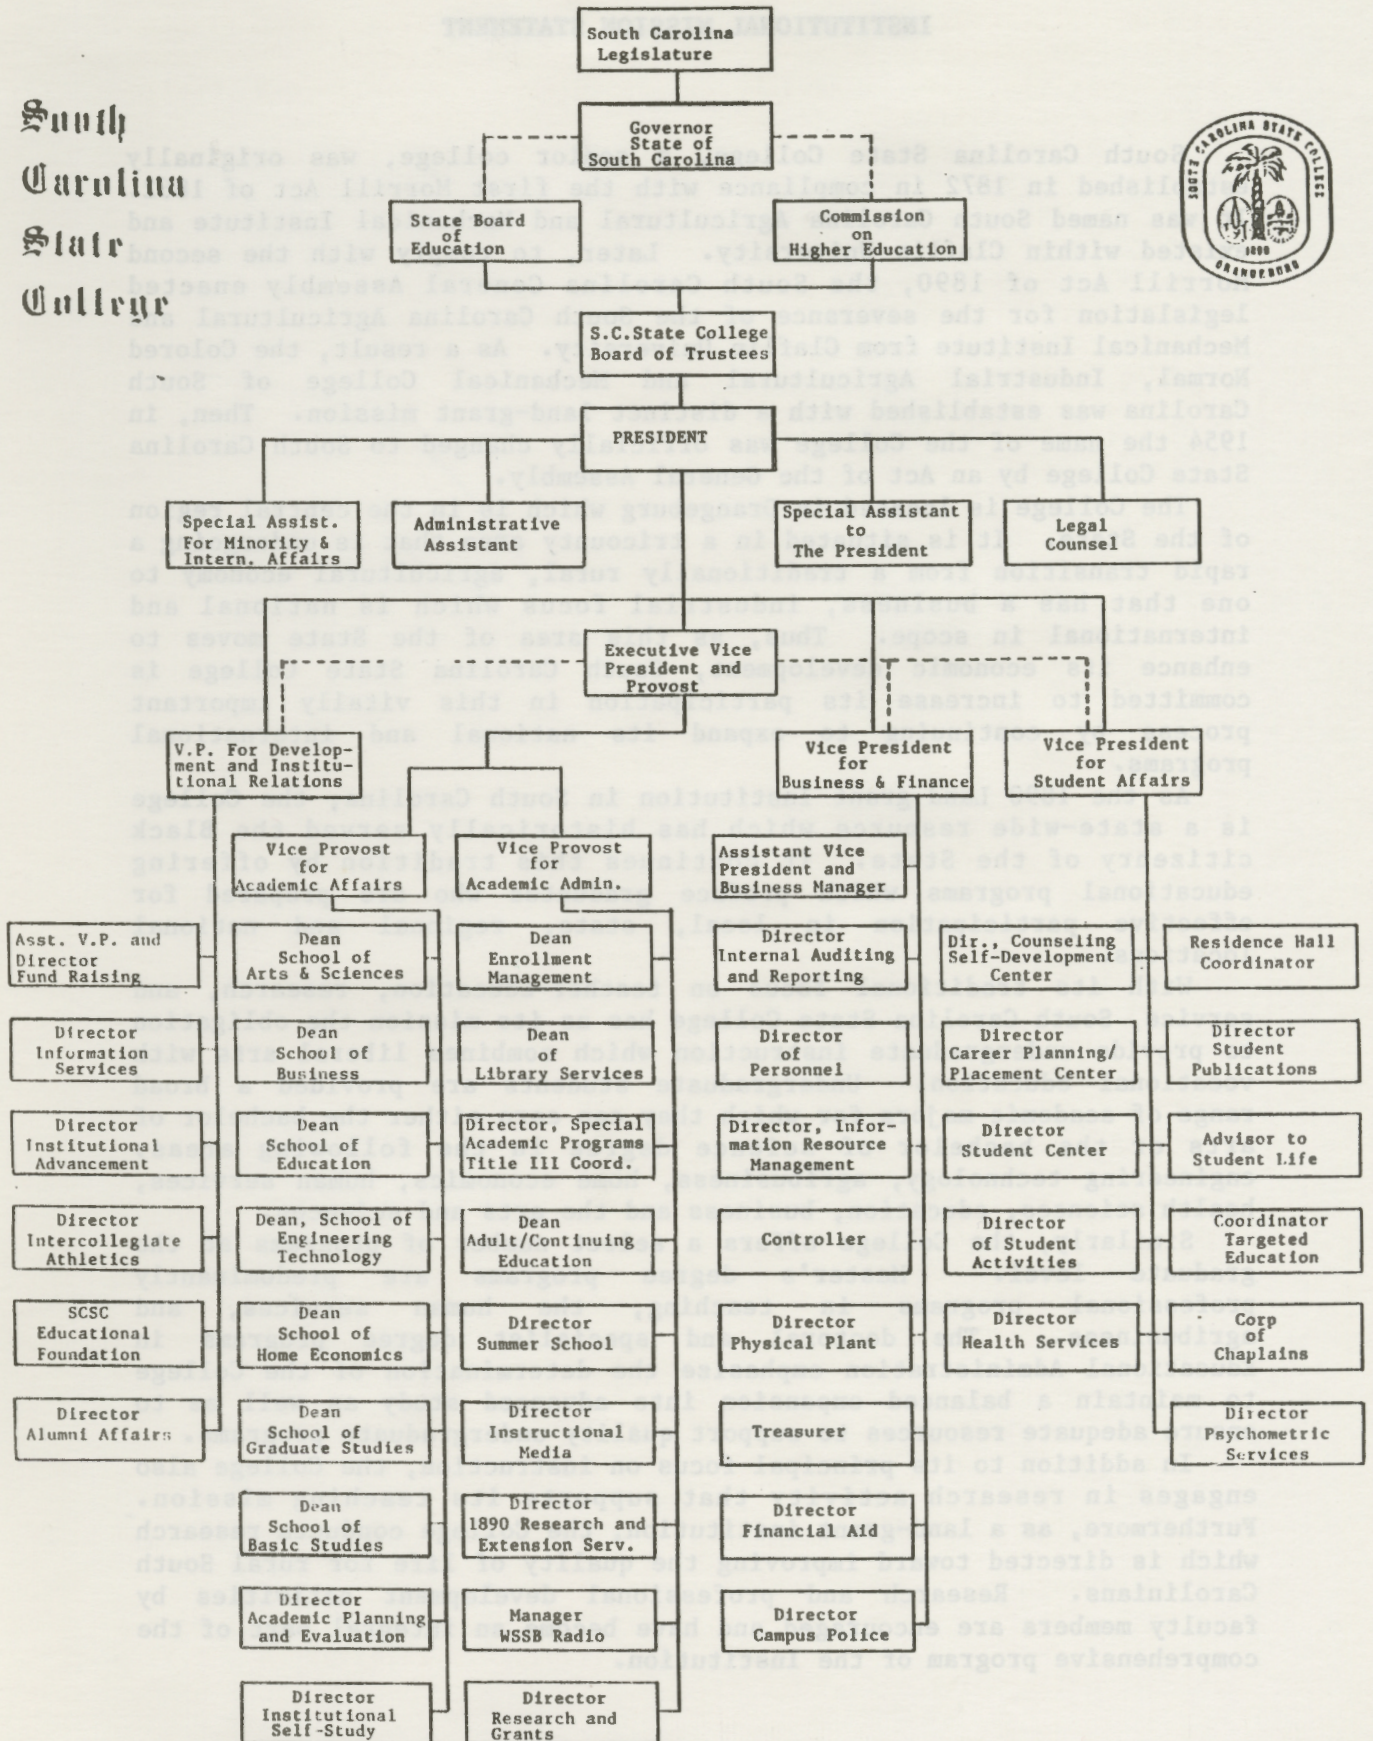 South
Carolina
State
College
South Carolina
Legislature
Governor
State of
South Carolina
SOUTH CAROLINA STATE COLLEGE
1896
ORANGEBURG
State Board
of
Education
Commission
on
Higher Education
S.C.State College
Board of Trustees
PRESIDENT
Special Assist.
For Minority &
Intern. Affairs
Administrative
Assistant
Special Assistant
to
The President
Legal
Counsel
Executive Vice
President and
Provost
V.P. For Develop-
ment and Institu-
tional Relations
Vice President
for
Business & Finance
Vice President
for
Student Affairs
Vice Provost
for
Academic Affairs
Vice Provost
for
Academic Admin.
Assistant Vice
President and
Business Manager
Asst. V.P. and
Director
Fund Raising
Dean
School of
Arts & Sciences
Dean
Enrollment
Management
Director
Internal Auditing
and Reporting
Dir., Counseling
Self-Development
Center
Residence Hall
Coordinator
Director
Information
Services
Dean
School of
Business
Dean
of
Library Services
Director
of
Personnel
Director
Career Planning/
Placement Center
Director
Student
Publications
Director
Institutional
Advancement
Dean
School of
Education
Director, Special
Academic Programs
Title III Coord.
Director, Infor-
mation Resource
Management
Director
Student Center
Advisor to
Student Life
Director
Intercollegiate
Athletics
Dean, School of
Engineering
Technology
Dean
Adult/Continuing
Education
Controller
Director
of Student
Activities
Coordinator
Targeted
Education
SCSC
Educational
Foundation
Dean
School of
Home Economics
Director
Summer School
Director
Physical Plant
Director
Health Services
Corp
of
Chaplains
Director
Alumni Affairs
Dean
School of
Graduate Studies
Director
Instructional
Media
Treasurer
Director
Psychometric
Services
Dean
School of
Basic Studies
Director
1890 Research and
Extension Serv.
Director
Financial Aid
Director
Academic Planning
and Evaluation
Manager
WSSB Radio
Director
Campus Police
Director
Institutional
Self-Study
Director
Research and
Grants